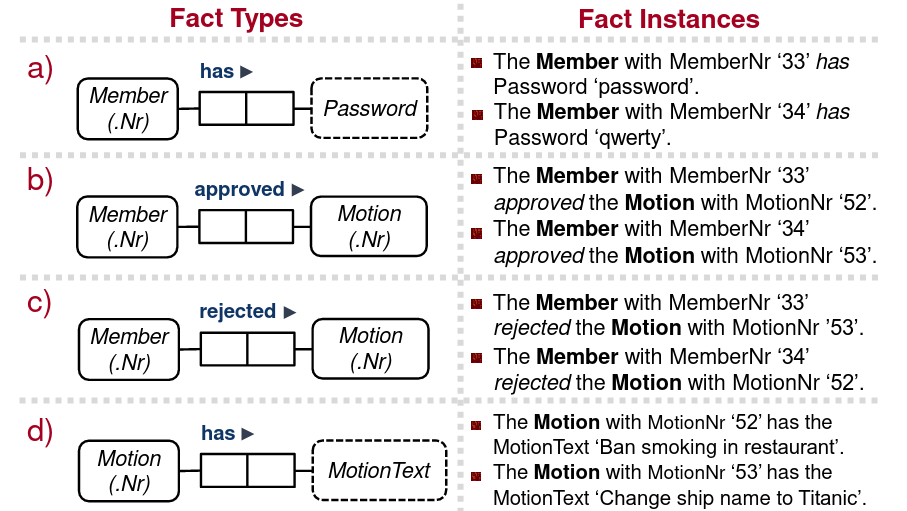 Fact Types
Fact Instances
a)
has ►
Member
(.Nr)
Password
The Member with MemberNr ‘33’ has
Password ‘password’.
The Member with MemberNr ‘34’ has
Password ‘qwerty’.
b)
approved ►
Member
(.Nr)
Motion
(.Nr)
The Member with MemberNr ‘33’
approved the Motion with MotionNr ‘52’.
The Member with MemberNr ‘34’
approved the Motion with MotionNr ‘53’.
c)
rejected ►
Member
(.Nr)
Motion
(.Nr)
The Member with MemberNr ‘33’
rejected the Motion with MotionNr ’53’.
The Member with MemberNr ‘34’
rejected the Motion with MotionNr ‘52’.
d)
has ►
Motion
(.Nr)
MotionText
The Motion with MotionNr ‘52’ has the
MotionText ‘Ban smoking in restaurant’.
The Motion with MotionNr ‘53’ has the
MotionText ‘Change ship name to Titanic’.